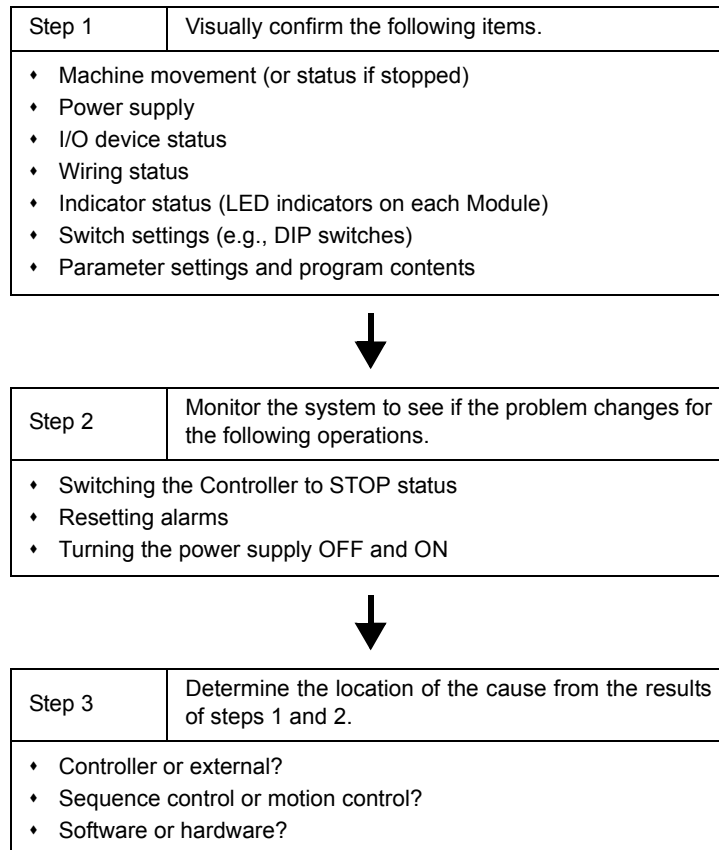 Step 1
Visually confirm the following items.
• Machine movement (or status if stopped)
• Power supply
• I/O device status
• Wiring status
• Indicator status (LED indicators on each Module)
• Switch settings (e.g., DIP switches)
• Parameter settings and program contents
Step 2
Monitor the system to see if the problem changes for
the following operations.
• Switching the Controller to STOP status
• Resetting alarms
• Turning the power supply OFF and ON
Step 3
Determine the location of the cause from the results
of steps 1 and 2.
• Controller or external?
• Sequence control or motion control?
• Software or hardware?